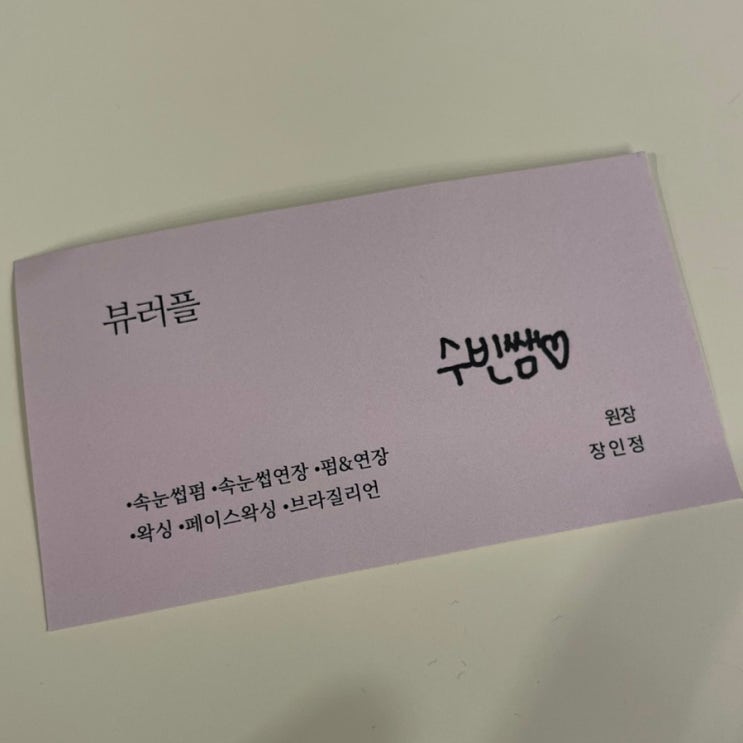 뷰러플
수빈쌤♡
원장
장인정
•속눈썹펌 •속눈썹연장 •펌&연장
•왁싱 •페이스왁싱 •브라질리언